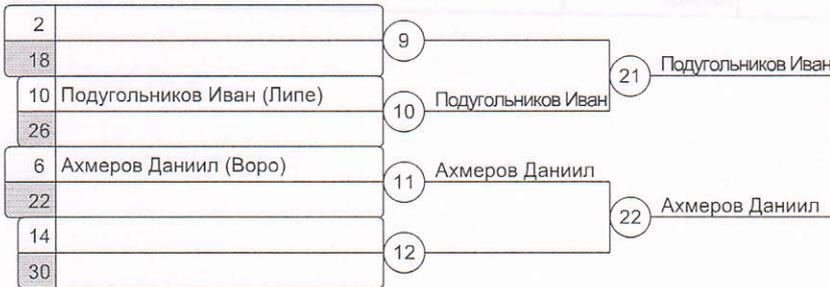 2
9
18
21 Подугольников Иван
10 Подугольников Иван (Липе)
10 Подугольников Иван
26
6 Ахмеров Даниил (Воро)
11 Ахмеров Даниил
22
22 Ахмеров Даниил
14
12
30